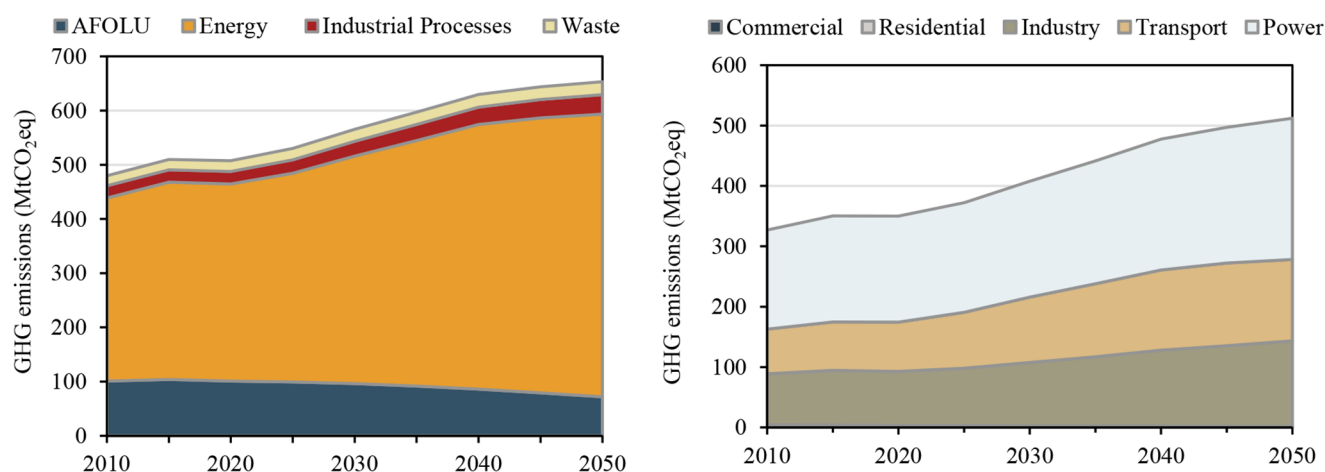 AFOLU Energy Industrial Processes Waste
700
600
500
400
300
200
100
0
GHG emissions (MtCO₂eq)
2010 2020 2030 2040 2050
Commercial Residential Industry Transport Power
600
500
400
300
200
100
0
GHG emissions (MtCO₂eq)
2010 2020 2030 2040 2050